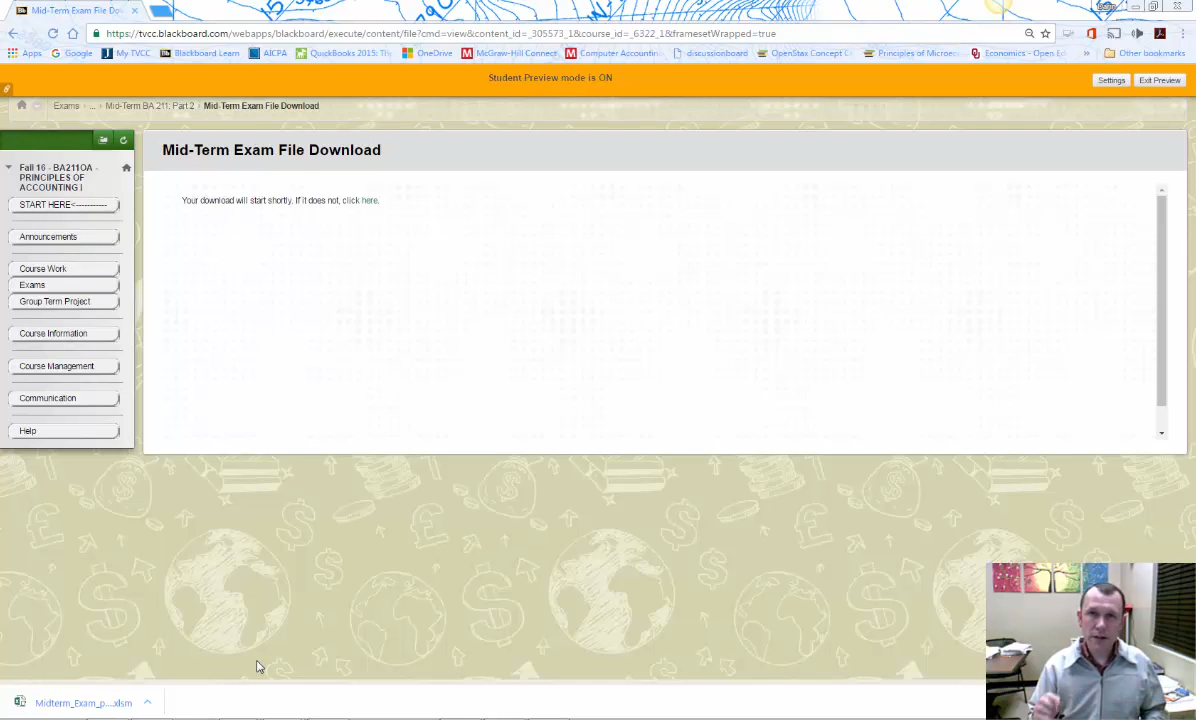 Mid-Term Exam File Do
https://tvcc.blackboard.com/webapps/blackboard/execute/content/file?cmd=view&content_id=_305573_1&course_id=_6322_1&framesetWrapped=true
Apps Google My TVCC Blackboard Learn AICPA QuickBooks 2015: Th OneDrive McGraw-Hill Connect Computer Accountin discussionboard OpenStax Concept C Principles of Microec Economics - Open Ed » Other bookmarks
Student Preview mode is ON
Settings
Exit Preview
Exams ... Mid-Term BA 211: Part 2 Mid-Term Exam File Download
Fall 16 - BA211OA -
PRINCIPLES OF
ACCOUNTING I
START HERE<-----------
Announcements
Course Work
Exams
Group Term Project
Course Information
Course Management
Communication
Help
Mid-Term Exam File Download
Your download will start shortly. If it does not, click here.
Midterm_Exam_p....xlsm